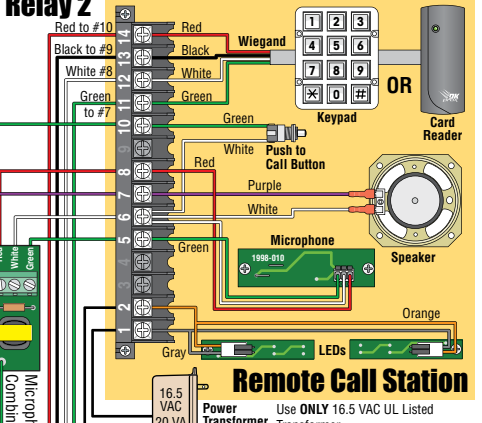 Relay 2
Red to #10
Red
Black to #9
Black
Wiegand
White #8
White
Green
to #7
Green
Green
White
Push to
Call Button
Red
Keypad
OR
Card
Reader
1 2 3
4 5 6
7 8 9
* 0 #
14
13
12
11
10
9
8
7
6
5
4
3
2
1
Purple
White
Speaker
Microphone
1998-010
Green
White
Green
Orange
Gray
LEDs
Remote Call Station
16.5
VAC
20 VA
Power
Transformer
Use ONLY 16.5 VAC UL Listed
Transformer